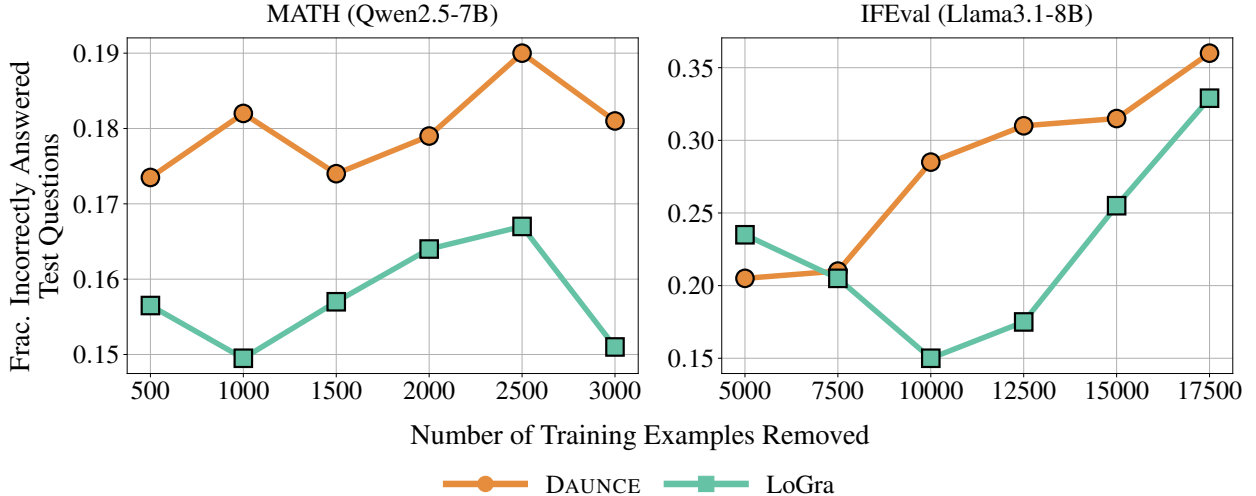 MATH (Qwen2.5-7B)
IFEval (Llama3.1-8B)
Frac. Incorrectly Answered
Test Questions
0.19
0.18
0.17
0.16
0.15
500 1000 1500 2000 2500 3000
0.35
0.30
0.25
0.20
0.15
5000 7500 10000 12500 15000 17500
Number of Training Examples Removed
DAUNCE LoGra